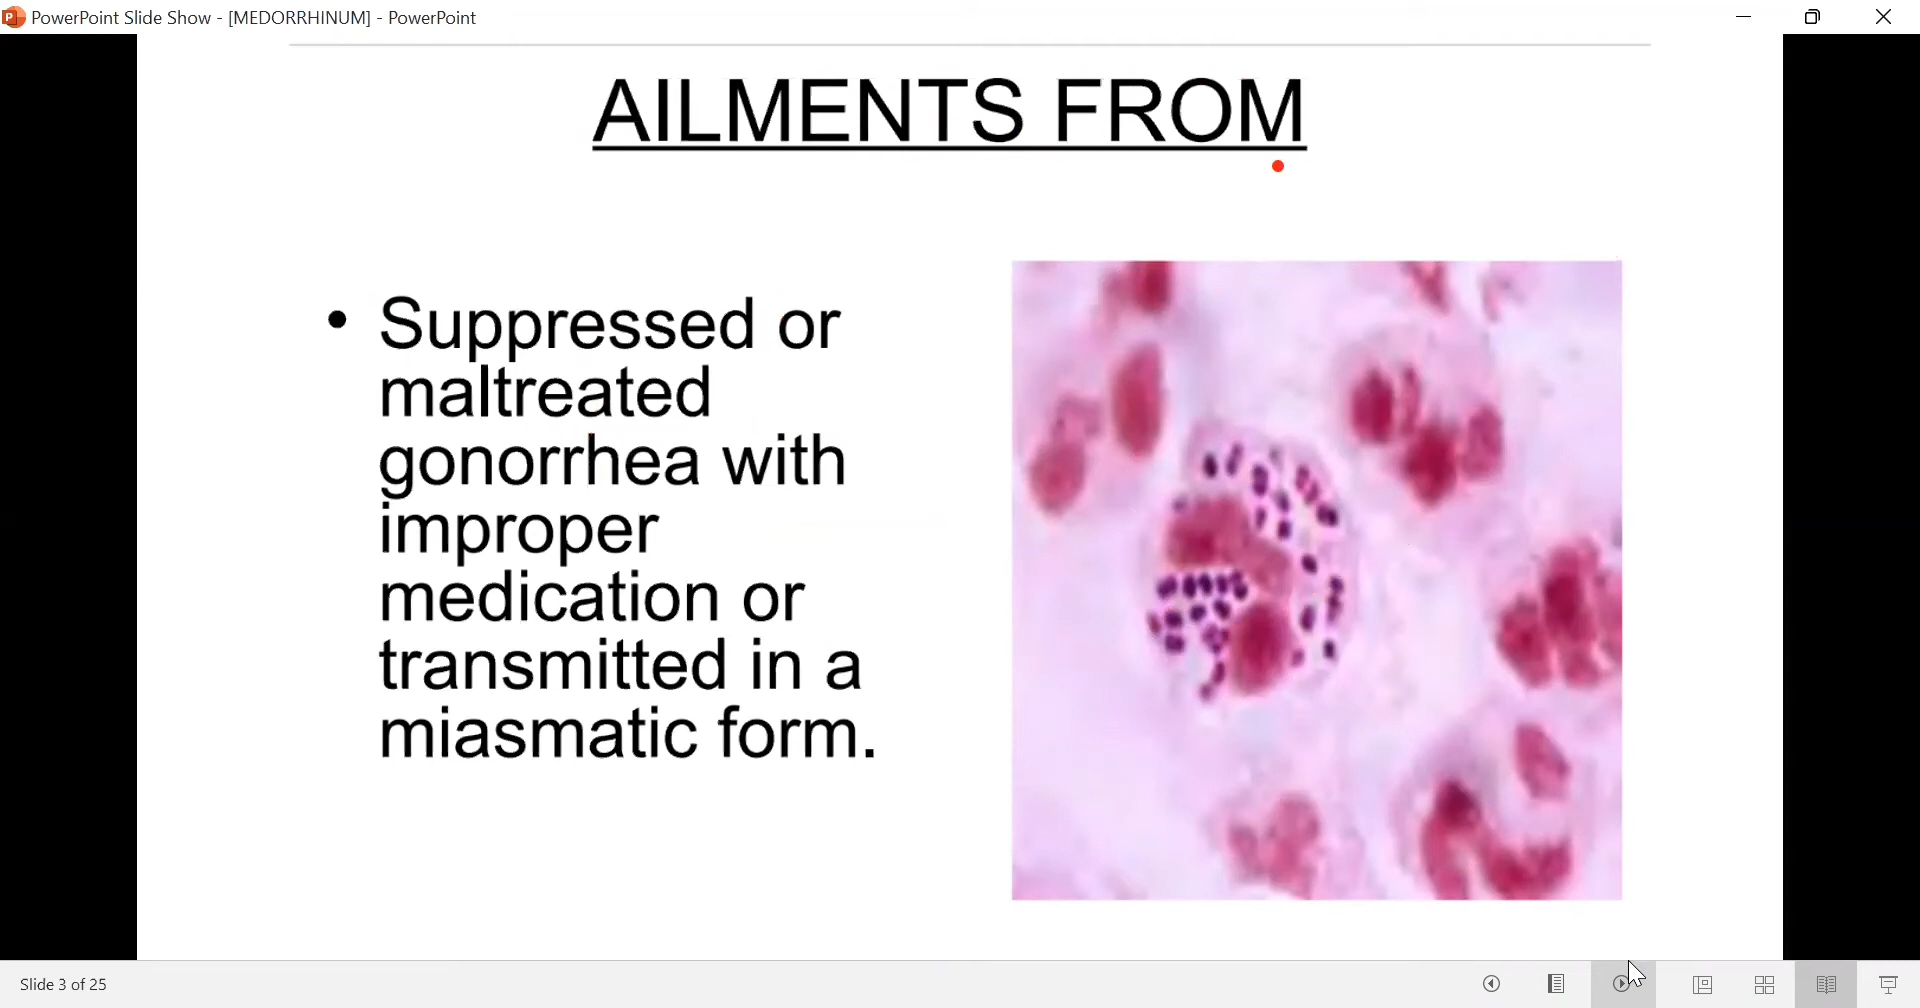 PowerPoint Slide Show - [MEDORRHINUM] - PowerPoint
AILMENTS FROM
• Suppressed or
maltreated
gonorrhea with
improper
medication or
transmitted in a
miasmatic form.
Slide 3 of 25